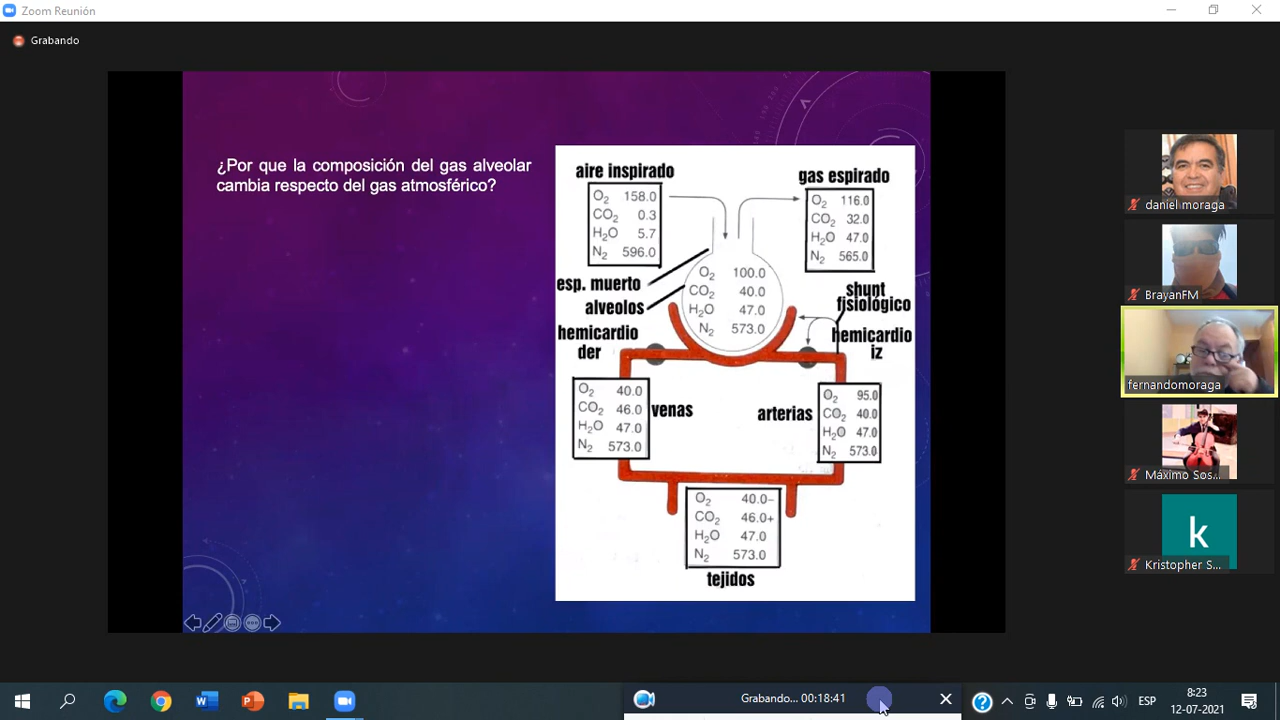 Zoom Reunión
Grabando
¿Por que la composición del gas alveolar
cambia respecto del gas atmosférico?
aire inspirado
O2 158.0
CO2 0.3
H2O 5.7
N2 596.0
gas espirado
O2 116.0
CO2 32.0
H2O 47.0
N2 565.0
esp. muerto
alveolos
O2 100.0
CO2 40.0
H2O 47.0
N2 573.0
shunt
fisiológico
hemicardio
der
hemicardio
iz
O2 40.0
CO2 46.0
H2O 47.0
N2 573.0
venas
arterias
O2 95.0
CO2 40.0
H2O 47.0
N2 573.0
O2 40.0–
CO2 46.0+
H2O 47.0
N2 573.0
tejidos
daniel moraga
BrayanFM
fernandomoraga
Máximo Sos...
k
Kristopher S...
Grabando... 00:18:41
ESP
8:23
12-07-2021